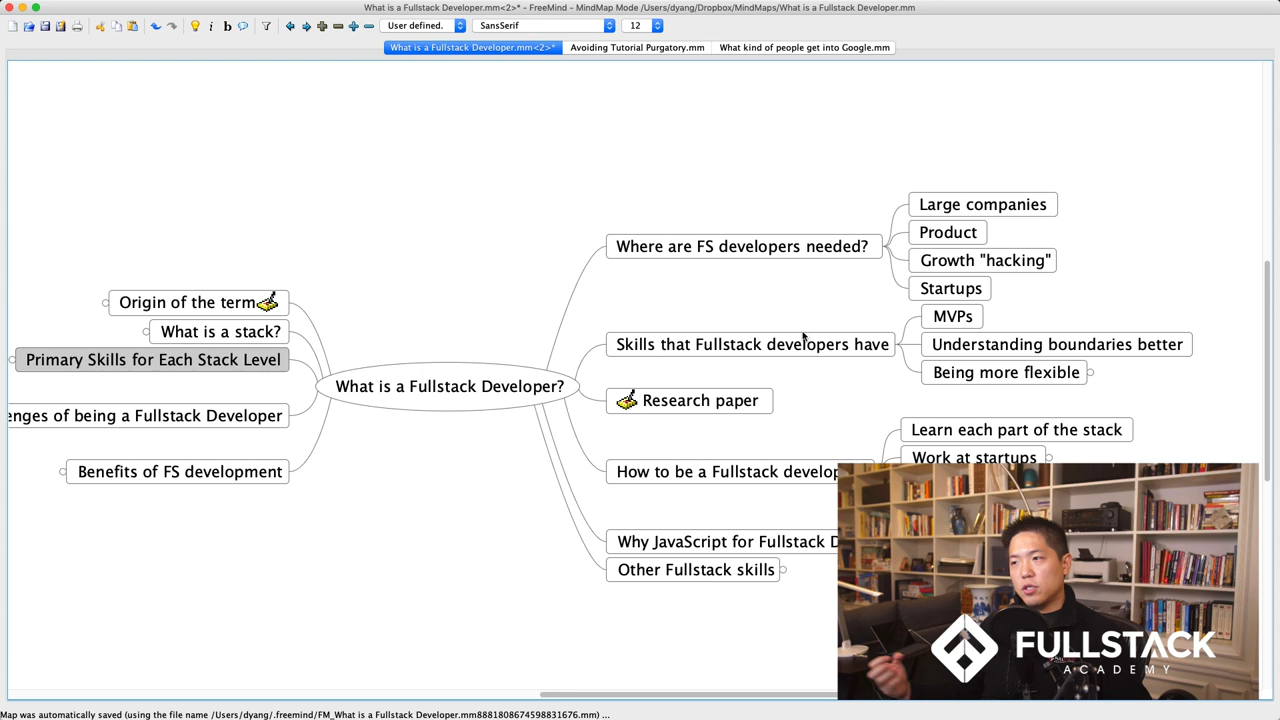 What is a Fullstack Developer.mm<2>* - FreeMind - MindMap Mode /Users/dyang/Dropbox/MindMaps/What is a Fullstack Developer.mm
User defined.
SansSerif
12
What is a Fullstack Developer.mm<2>*
Avoiding Tutorial Purgatory.mm
What kind of people get into Google.mm
Origin of the term
What is a stack?
Primary Skills for Each Stack Level
enges of being a Fullstack Developer
Benefits of FS development
What is a Fullstack Developer?
Where are FS developers needed?
Large companies
Product
Growth "hacking"
Startups
Skills that Fullstack developers have
MVPs
Understanding boundaries better
Being more flexible
Research paper
How to be a Fullstack develop
Learn each part of the stack
Work at startups
Why JavaScript for Fullstack D
Other Fullstack skills
FULLSTACK
ACADEMY
Map was automatically saved (using the file name /Users/dyang/.freemind/FM_What is a Fullstack Developer.mm8881808674598831676.mm) ...